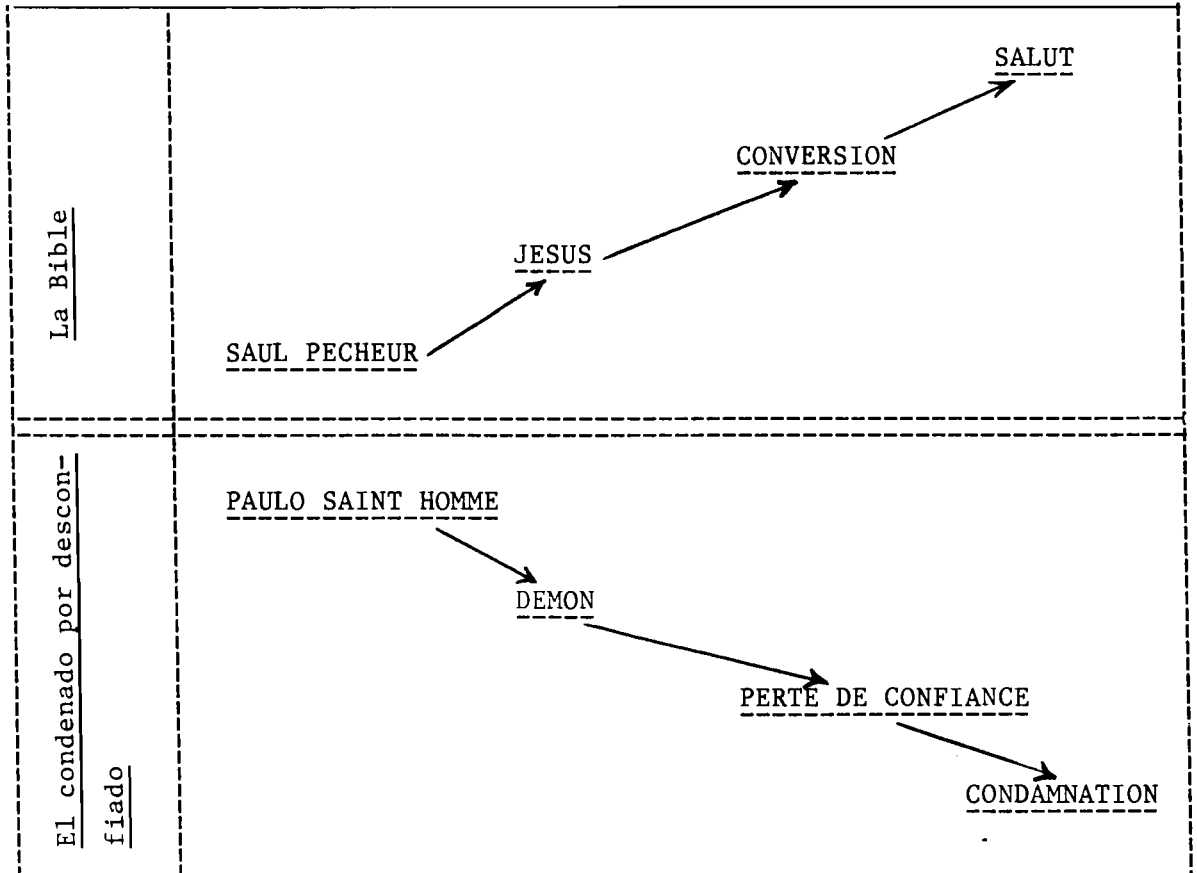 La Bible
SALUT
CONVERSION
JESUS
SAUL PECHEUR
El condenado por descon-
fiado
PAULO SAINT HOMME
DEMON
PERTE DE CONFIANCE
CONDAMNATION